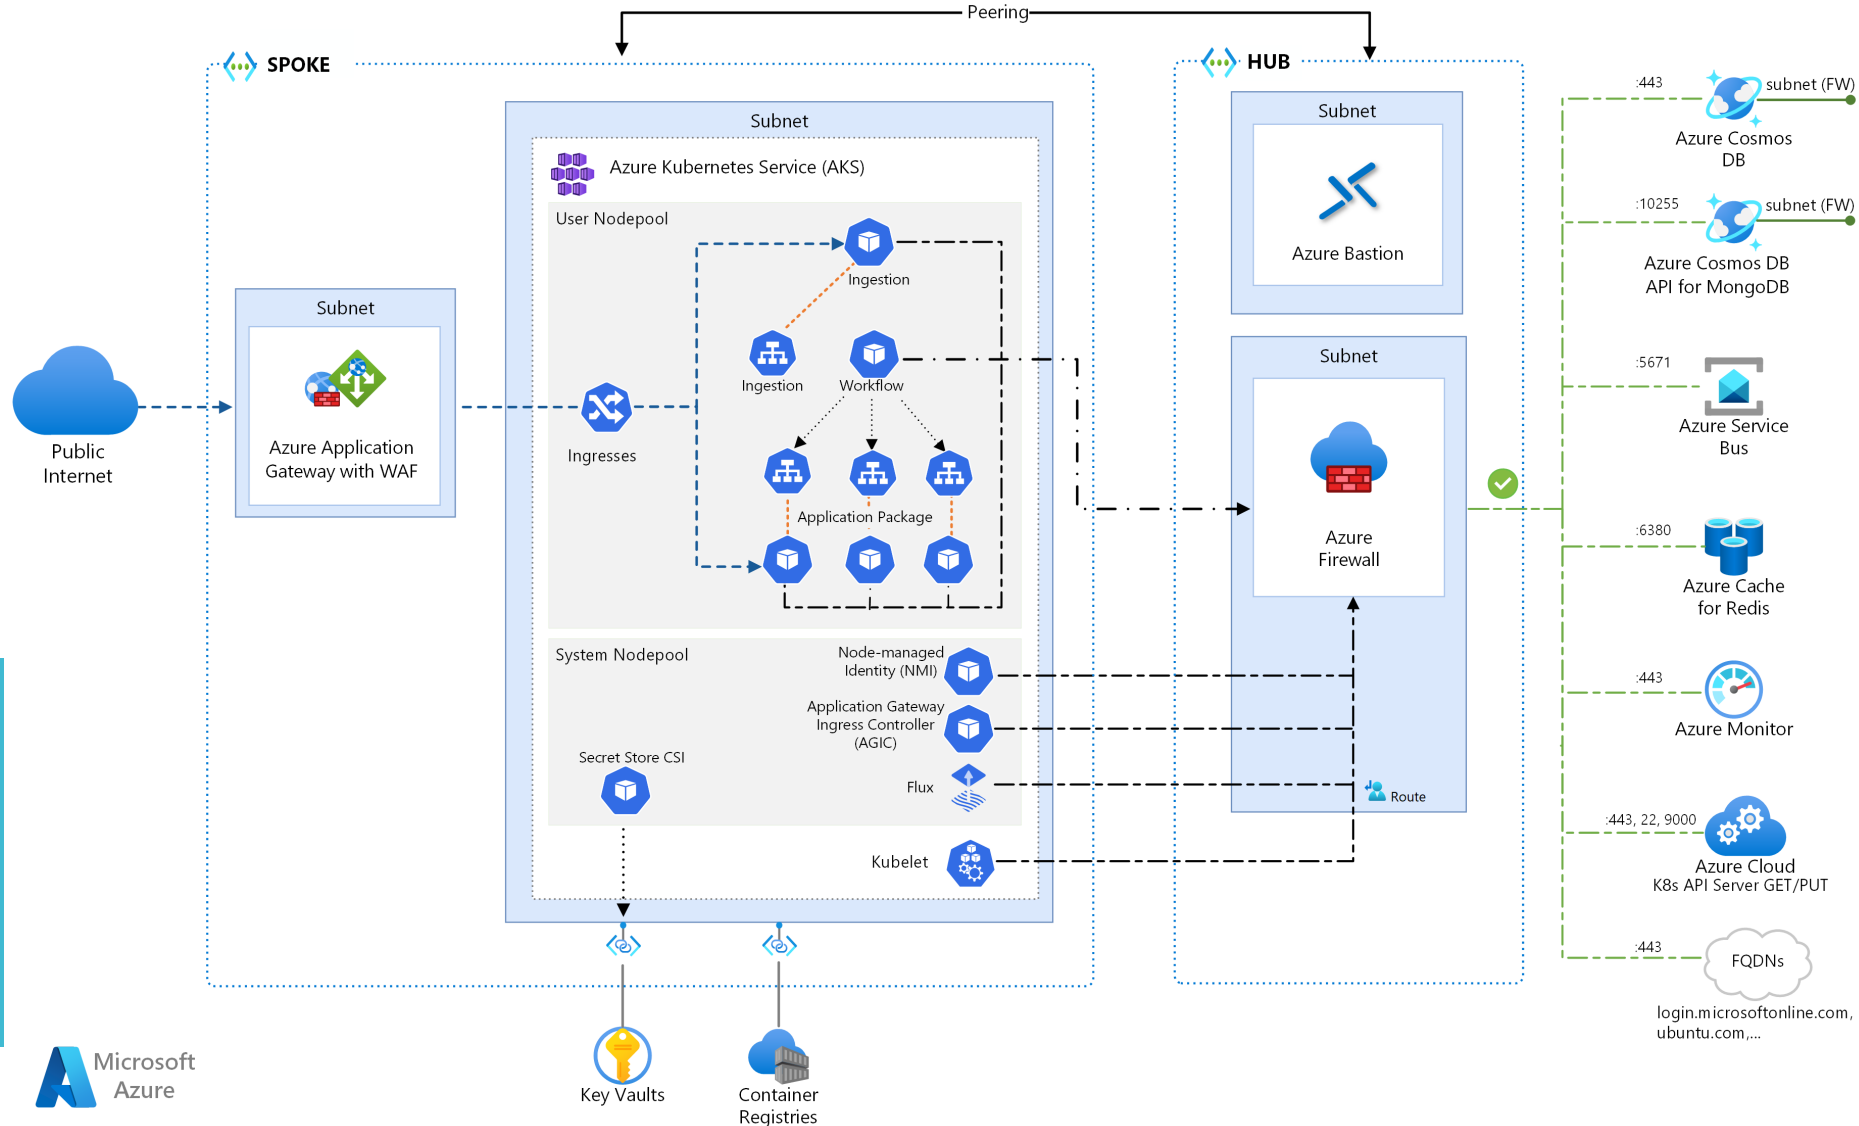 Peering
SPOKE
HUB
Subnet
Azure Kubernetes Service (AKS)
User Nodepool
Ingestion
Ingestion
Workflow
Ingresses
Application Package
System Nodepool
Node-managed
Identity (NMI)
Application Gateway
Ingress Controller
(AGIC)
Secret Store CSI
Flux
Kubelet
Subnet
Azure Application
Gateway with WAF
Public
Internet
Subnet
Azure Bastion
Subnet
Azure
Firewall
Route
:443
subnet (FW)
Azure Cosmos
DB
:10255
subnet (FW)
Azure Cosmos DB
API for MongoDB
:5671
Azure Service
Bus
:6380
Azure Cache
for Redis
:443
Azure Monitor
:443, 22, 9000
Azure Cloud
K8s API Server GET/PUT
:443
FQDNs
login.microsoftonline.com,
ubuntu.com,...
Key Vaults
Container
Registries
Microsoft
Azure